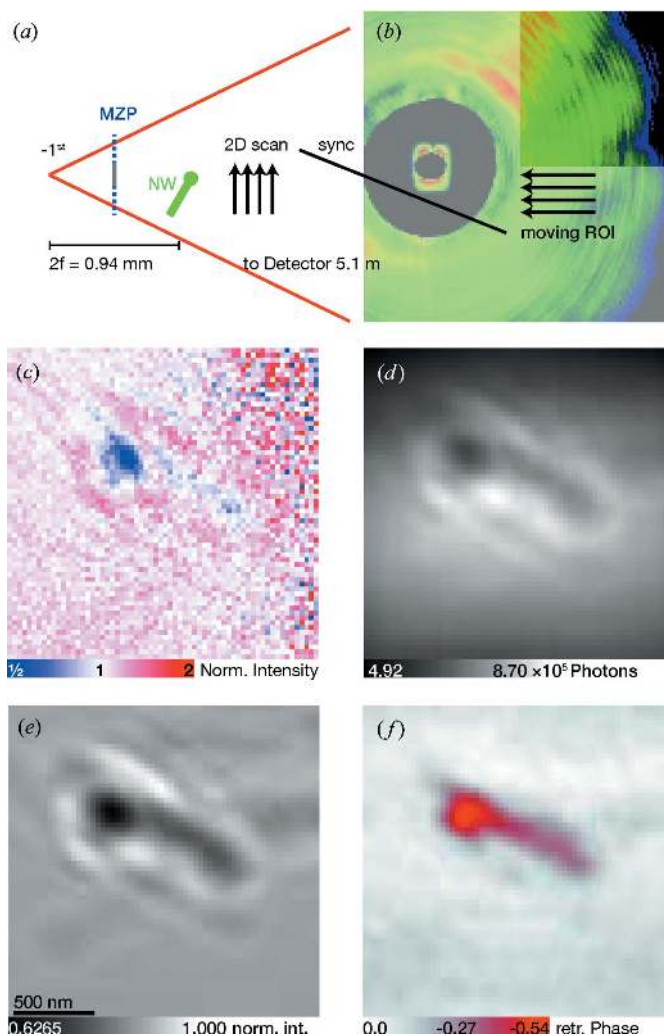 (a)
(b)
MZP
-1st
NW
2D scan
sync
moving ROI
2f = 0.94 mm
to Detector 5.1 m
(c)
(d)
½ 1 2 Norm. Intensity
4.92 8.70 ×10⁵ Photons
(e)
(f)
500 nm
0.6265 1.000 norm. int.
0.0 -0.27 -0.54 retr. Phase